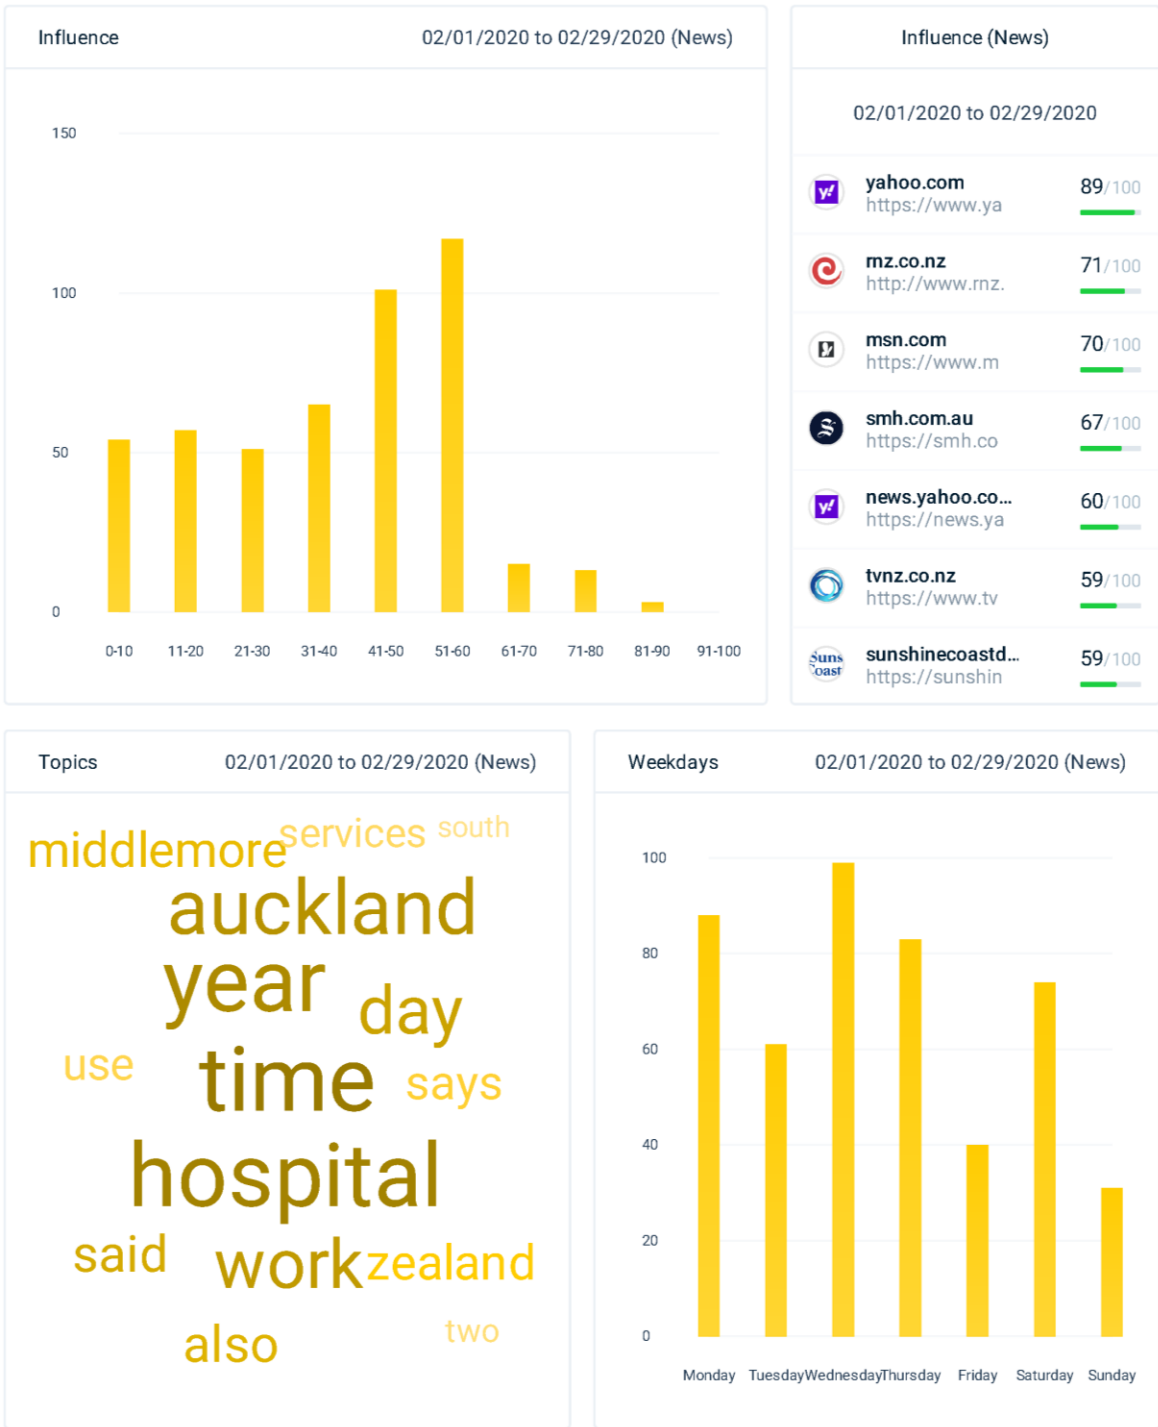 Influence
02/01/2020 to 02/29/2020 (News)
150
100
50
0
0-10 11-20 21-30 31-40 41-50 51-60 61-70 71-80 81-90 91-100
Influence (News)
02/01/2020 to 02/29/2020
yahoo.com
89/100
https://www.ya
rnz.co.nz
71/100
http://www.rnz.
msn.com
70/100
https://www.m
smh.com.au
67/100
https://smh.co
news.yahoo.co...
60/100
https://news.ya
tvnz.co.nz
59/100
https://www.tv
Suns
oast
sunshinecoastd...
59/100
https://sunshin
Topics
02/01/2020 to 02/29/2020 (News)
services south
middlemore
auckland
year
day
use
time
says
hospital
said
work zealand
also
two
Weekdays
02/01/2020 to 02/29/2020 (News)
100
80
60
40
20
0
Monday Tuesday Wednesday Thursday Friday Saturday Sunday